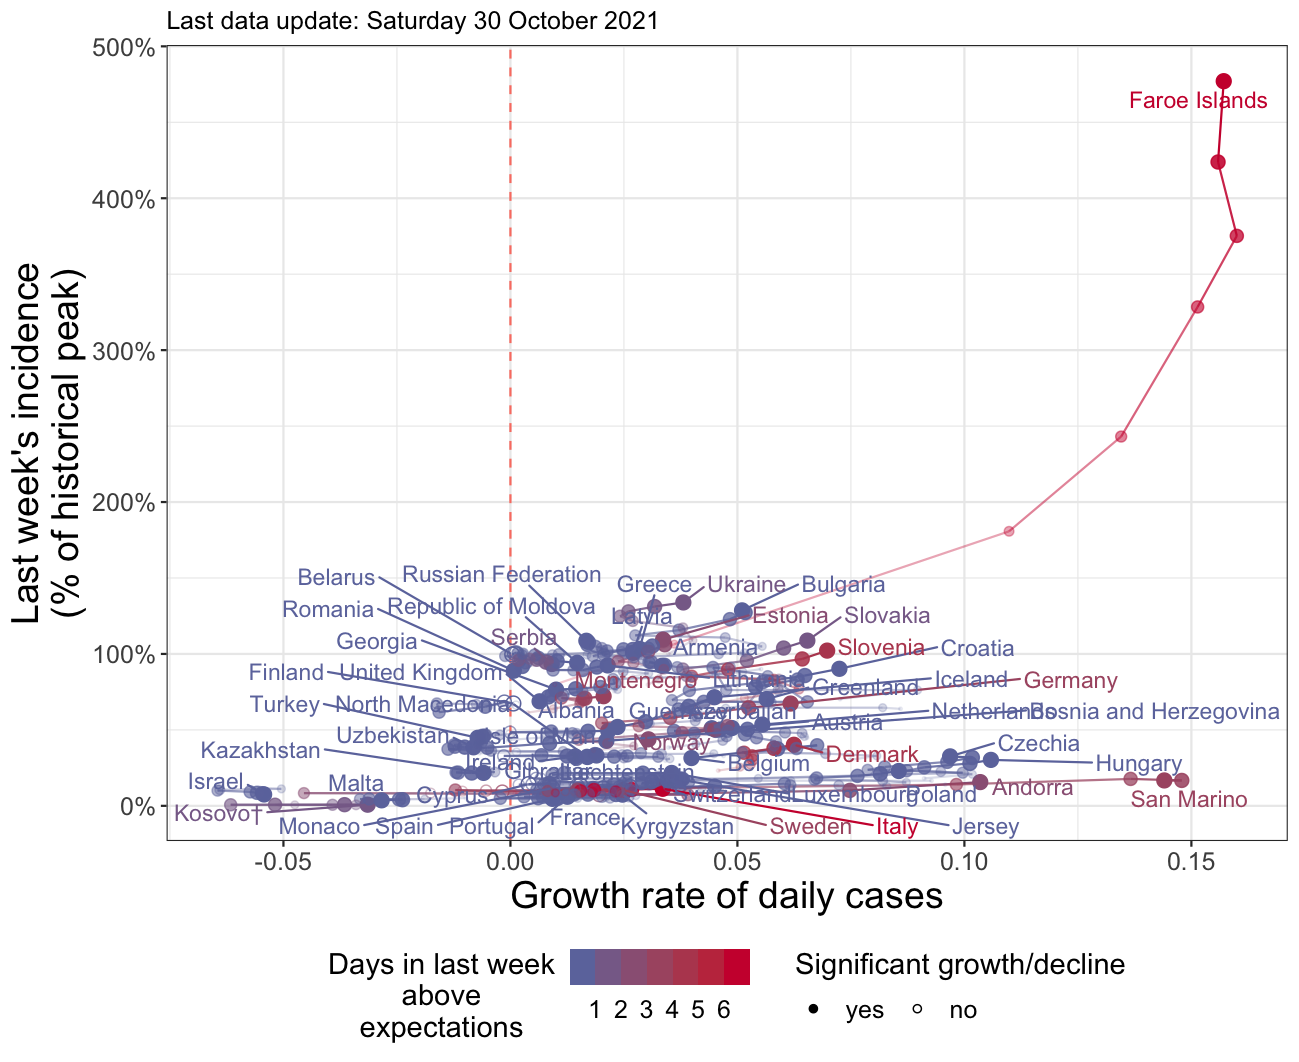 Last data update: Saturday 30 October 2021
500%
400%
300%
200%
100%
0%
Last week's incidence
(% of historical peak)
Faroe Islands
Belarus
Russian Federation
Greece
Ukraine
Bulgaria
Romania
Republic of Moldova
Latvia
Estonia
Slovakia
Georgia
Serbia
Armenia
Slovenia
Croatia
Finland
United Kingdom
Montenegro
Lithuania
Greenland
Iceland
Germany
Turkey
North Macedonia
Albania
Guernsey
Azerbaijan
Austria
Netherlands
Bosnia and Herzegovina
Uzbekistan
Isle of Man
Norway
Denmark
Czechia
Kazakhstan
Ireland
Gibraltar
Liechtenstein
Belgium
Hungary
Israel
Malta
Cyprus
Switzerland
Luxembourg
Poland
Andorra
San Marino
Kosovo†
Monaco
Spain
Portugal
France
Kyrgyzstan
Sweden
Italy
Jersey
-0.05
0.00
0.05
0.10
0.15
Growth rate of daily cases
Days in last week
above
expectations
1 2 3 4 5 6
Significant growth/decline
yes
no